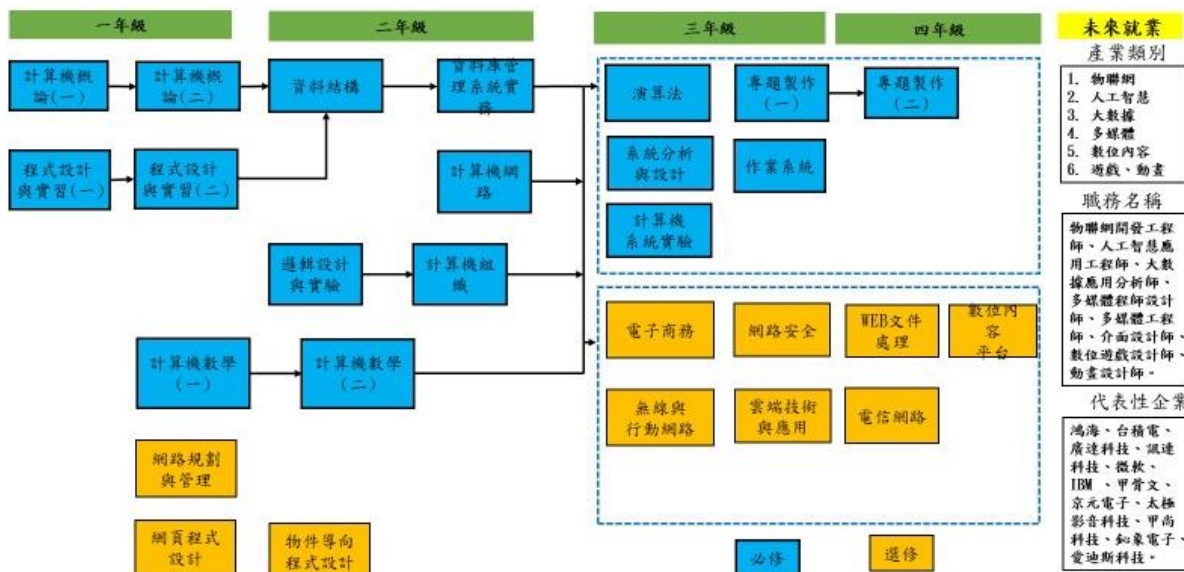 一年級
二年級
三年級
四年級
未來就業
計算機概
論(一)
計算機概
論(二)
資料結構
資料庫管
理系統實
務
演算法
專題製作
(一)
專題製作
(二)
程式設計
與實習(一)
程式設計
與實習(二)
計算機網
路
系統分析
與設計
作業系統
邏輯設計
與實驗
計算機組
織
計算機
系統實驗
計算機數學
(一)
計算機數學
(二)
電子商務
網路安全
WEB文件
處理
數位內
容
平台
無線與
行動網路
雲端技術
與應用
電信網路
網路規劃
與管理
網頁程式
設計
物件導向
程式設計
必修
選修
產業類別
1. 物聯網
2. 人工智慧
3. 大數據
4. 多媒體
5. 數位內容
6. 遊戲、動畫
職務名稱
物聯網開發工程
師、人工智慧應
用工程師、大數
據應用分析師、
多媒體程師設計
師、多媒體工程
師、介面設計師、
數位遊戲設計師、
動畫設計師。
代表性企業
鴻海、台積電、
廣達科技、訊連
科技、微軟、
IBM 、甲骨文、
京元電子、太極
影音科技、甲尚
科技、鈊象電子、
愛迪斯科技。